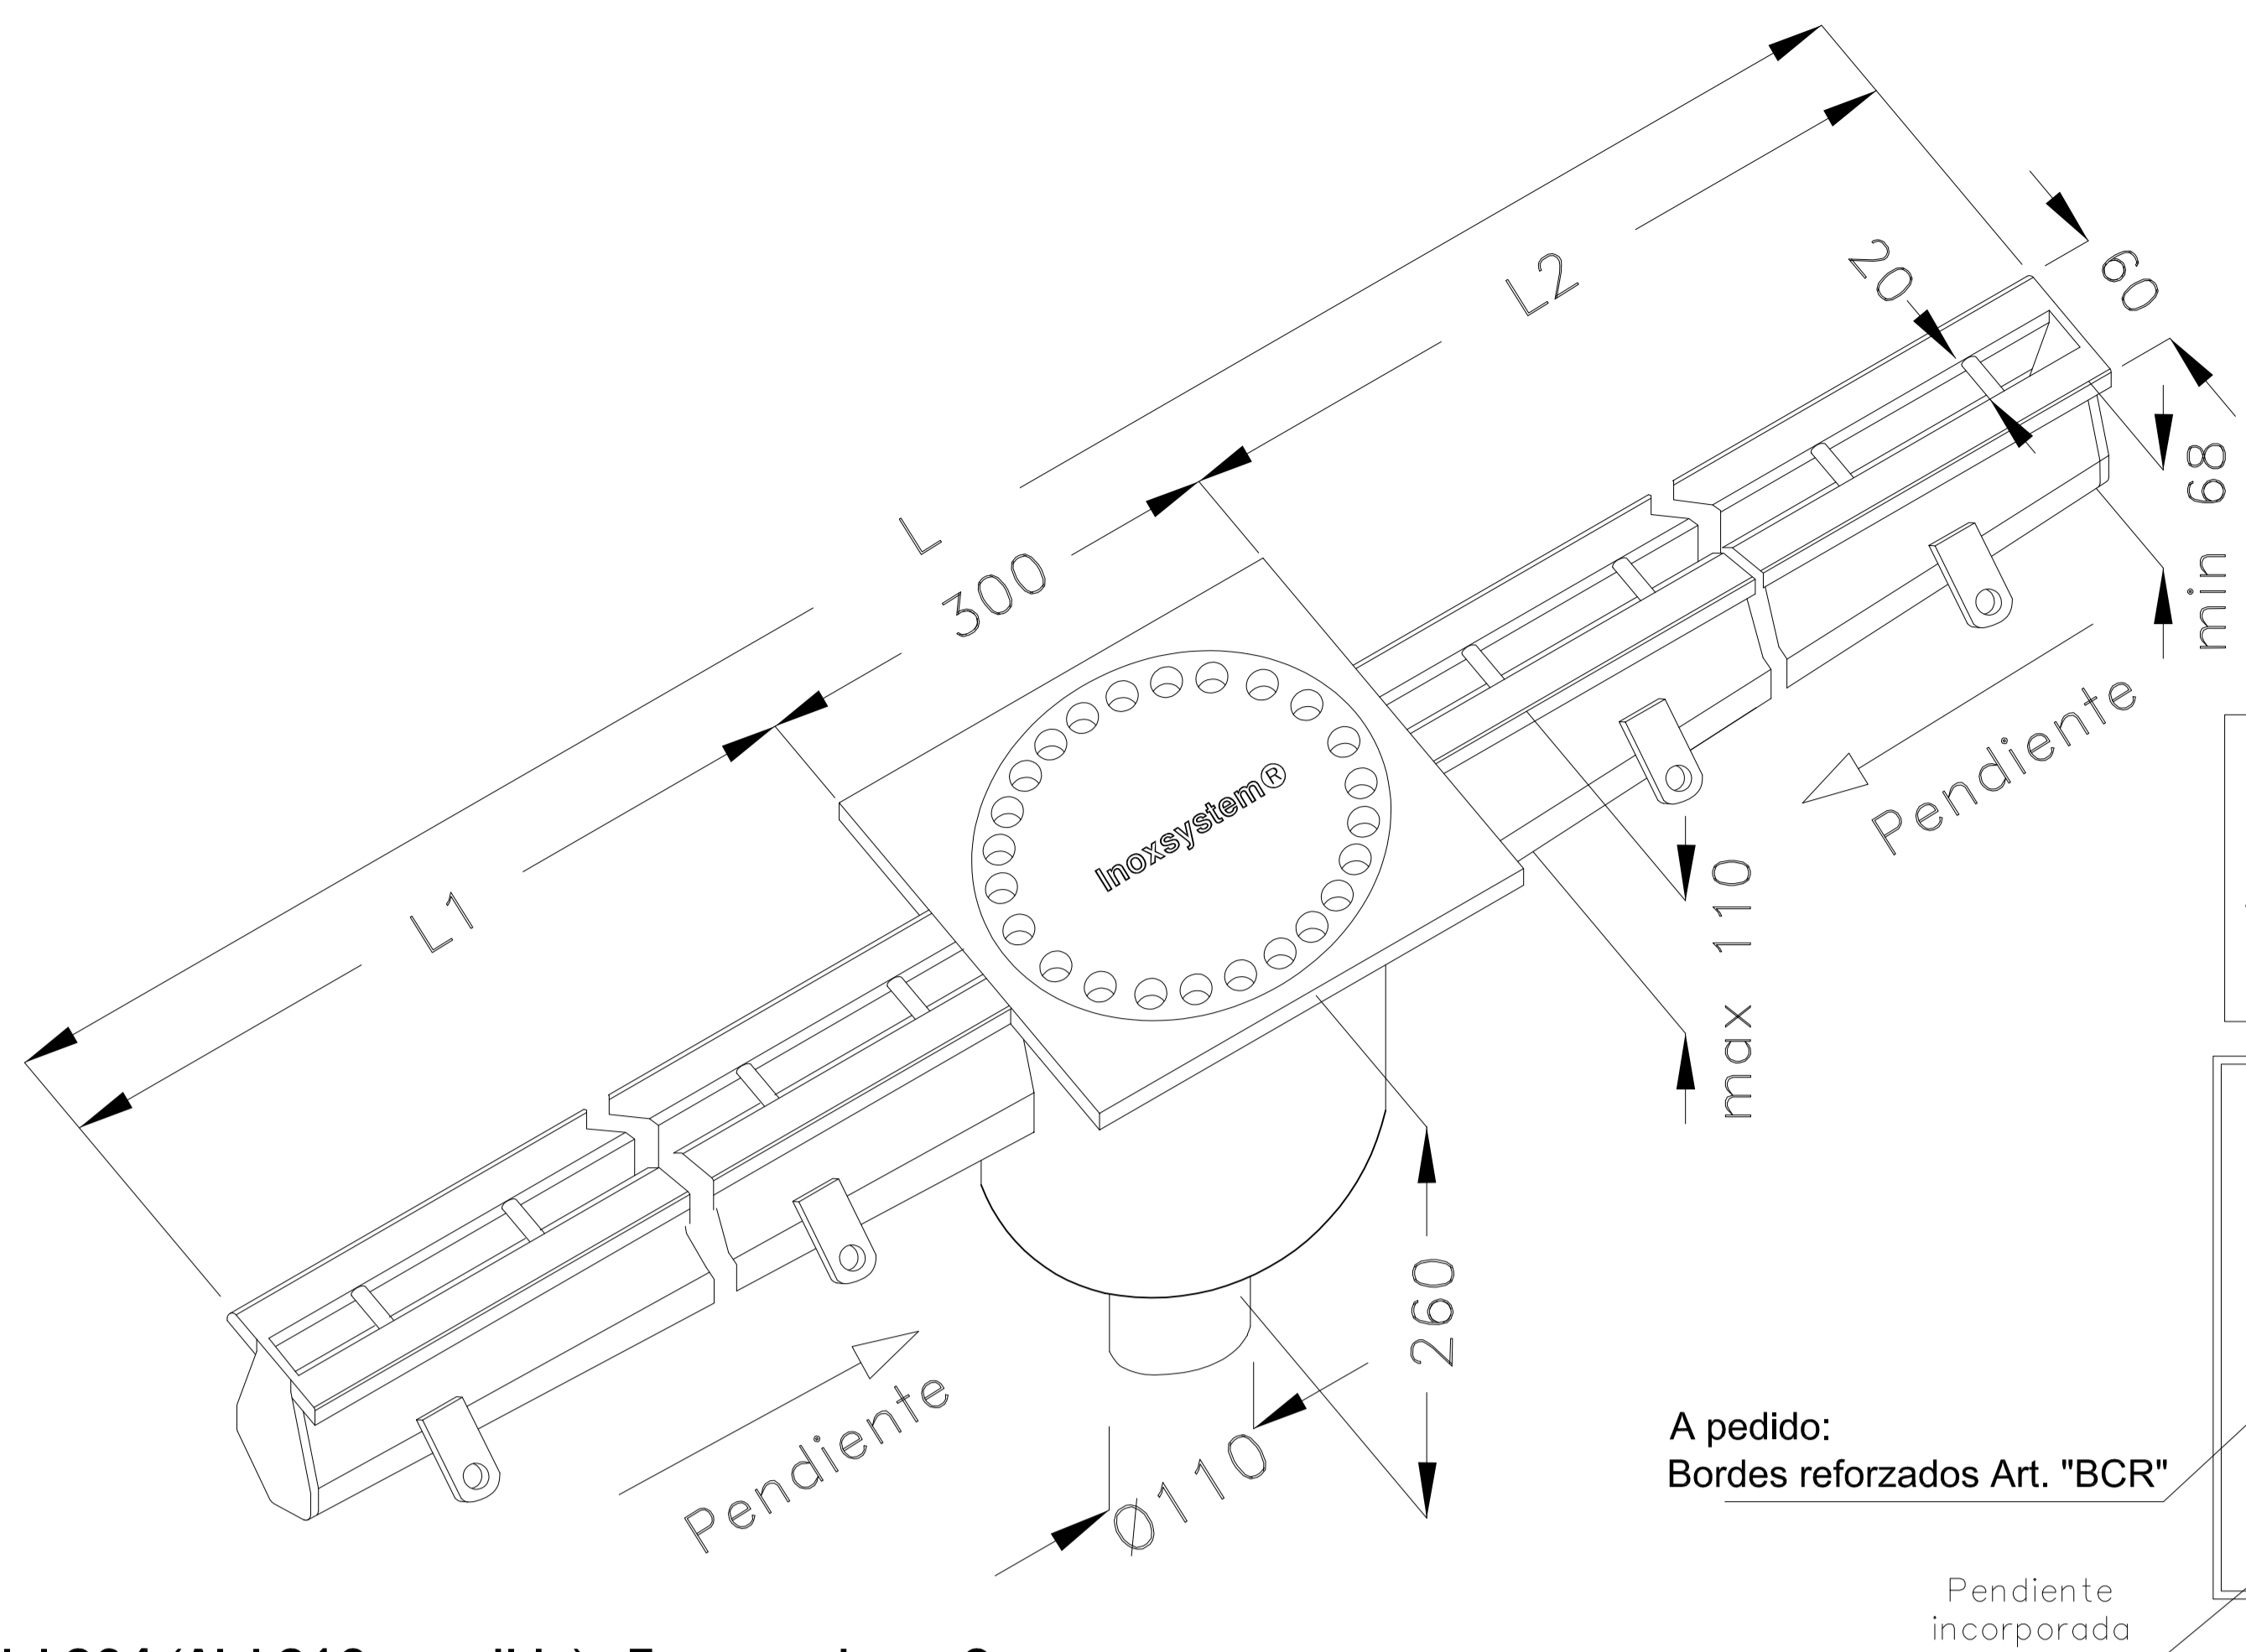 L
L2
20
60
68
min
300
L1
Inoxsystem®
Pendiente
110
max
260
Pendiente
Ø110
A pedido:
Bordes reforzados Art. "BCR"
Pendiente
incorporada